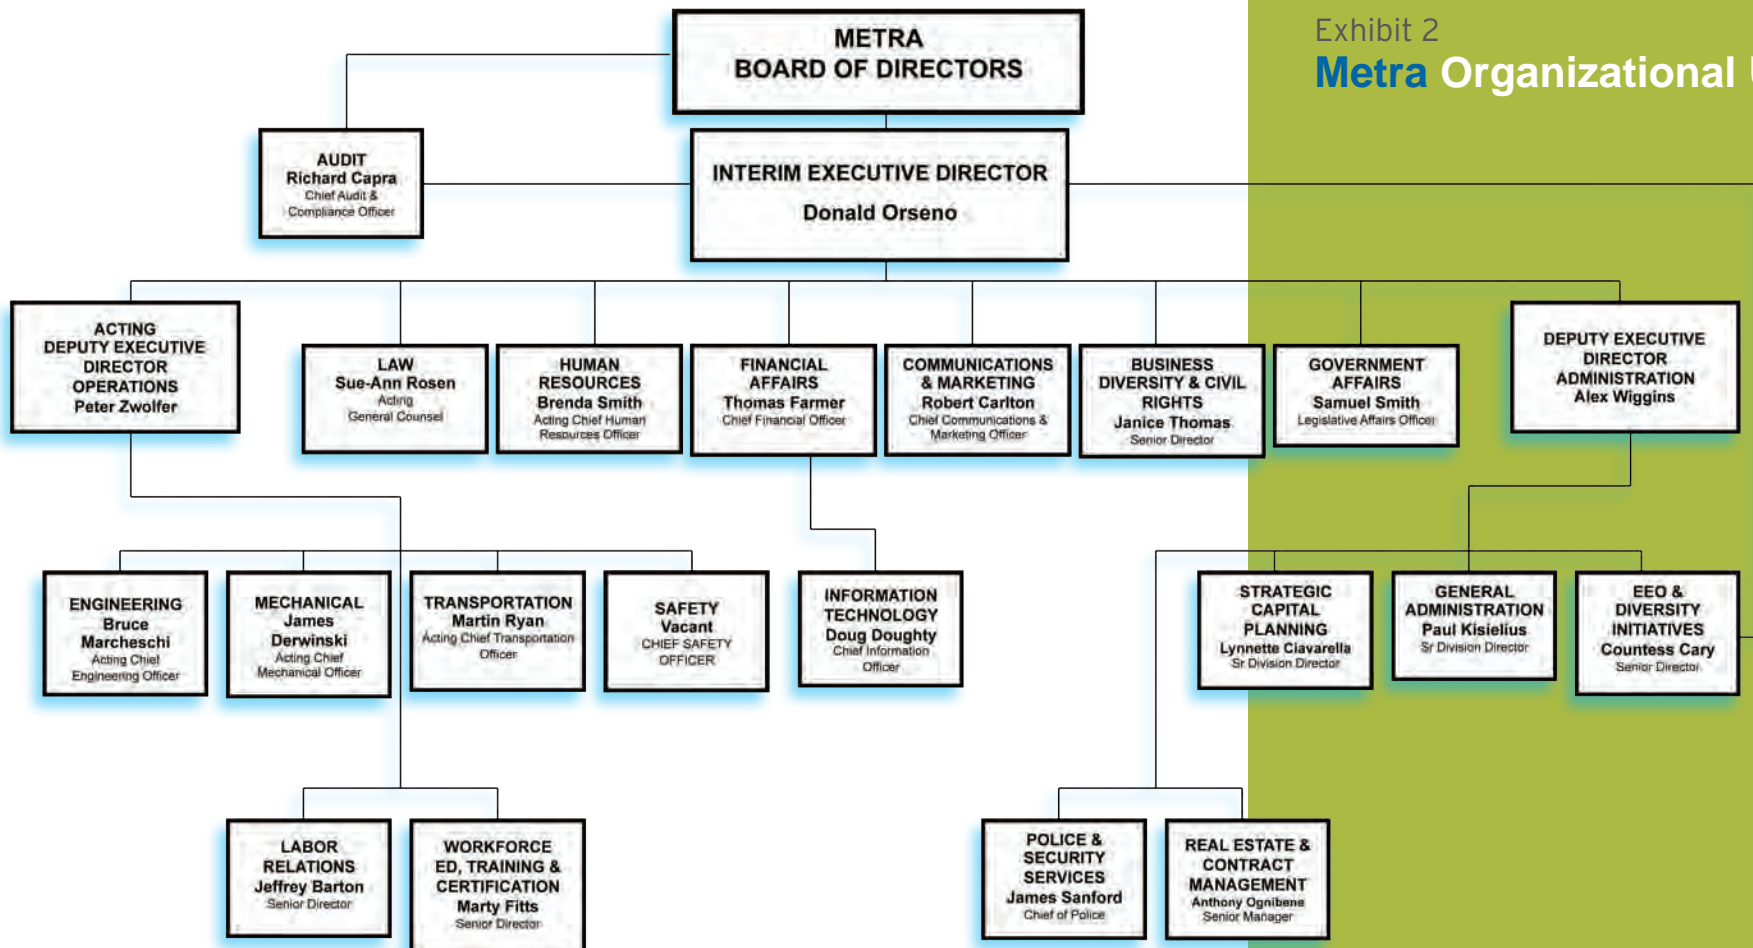 Exhibit 2
Metra Organizational
METRA
BOARD OF DIRECTORS
AUDIT
Richard Capra
Chief Audit &
Compliance Officer
INTERIM EXECUTIVE DIRECTOR
Donald Orseno
ACTING
DEPUTY EXECUTIVE
DIRECTOR
OPERATIONS
Peter Zwolfer
LAW
Sue-Ann Rosen
Acting
General Counsel
HUMAN
RESOURCES
Brenda Smith
Acting Chief Human
Resources Officer
FINANCIAL
AFFAIRS
Thomas Farmer
Chief Financial Officer
COMMUNICATIONS
& MARKETING
Robert Carlton
Chief Communications &
Marketing Officer
BUSINESS
DIVERSITY & CIVIL
RIGHTS
Janice Thomas
Senior Director
GOVERNMENT
AFFAIRS
Samuel Smith
Legislative Affairs Officer
DEPUTY EXECUTIVE
DIRECTOR
ADMINISTRATION
Alex Wiggins
ENGINEERING
Bruce
Marcheschi
Acting Chief
Engineering Officer
MECHANICAL
James
Derwinski
Acting Chief
Mechanical Officer
TRANSPORTATION
Martin Ryan
Acting Chief Transportation
Officer
SAFETY
Vacant
CHIEF SAFETY
OFFICER
INFORMATION
TECHNOLOGY
Doug Doughty
Chief Information
Officer
STRATEGIC
CAPITAL
PLANNING
Lynnette Ciavarella
Sr Division Director
GENERAL
ADMINISTRATION
Paul Kisielius
Sr Division Director
EEO &
DIVERSITY
INITIATIVES
Countess Cary
Senior Director
LABOR
RELATIONS
Jeffrey Barton
Senior Director
WORKFORCE
ED, TRAINING &
CERTIFICATION
Marty Fitts
Senior Director
POLICE &
SECURITY
SERVICES
James Sanford
Chief of Police
REAL ESTATE &
CONTRACT
MANAGEMENT
Anthony Ognibene
Senior Manager